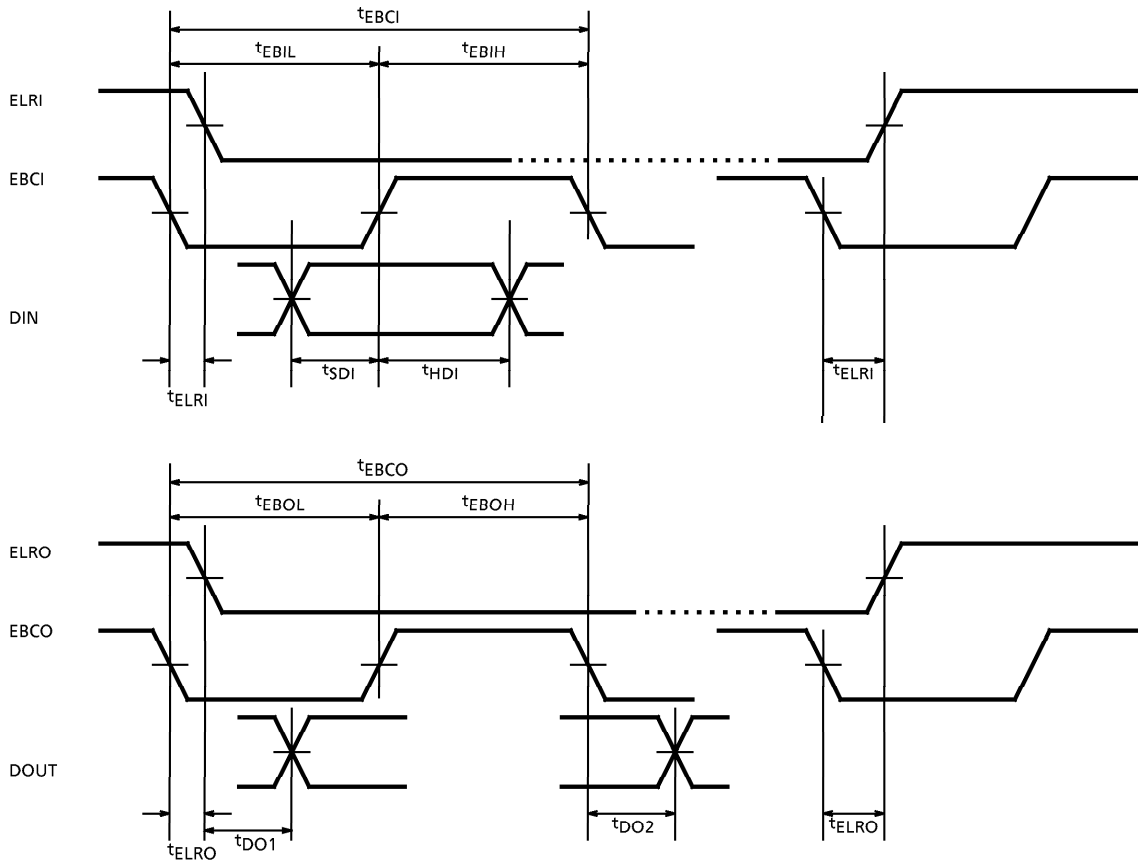 tEBCI
tEBIL tEBIH
ELRI
EBCI
DIN
tSDI tHDI tELRI
tELRI
tEBCO
tEBOL tEBOH
ELRO
EBCO
DOUT
tDO1 tDO2 tELRO
tELRO